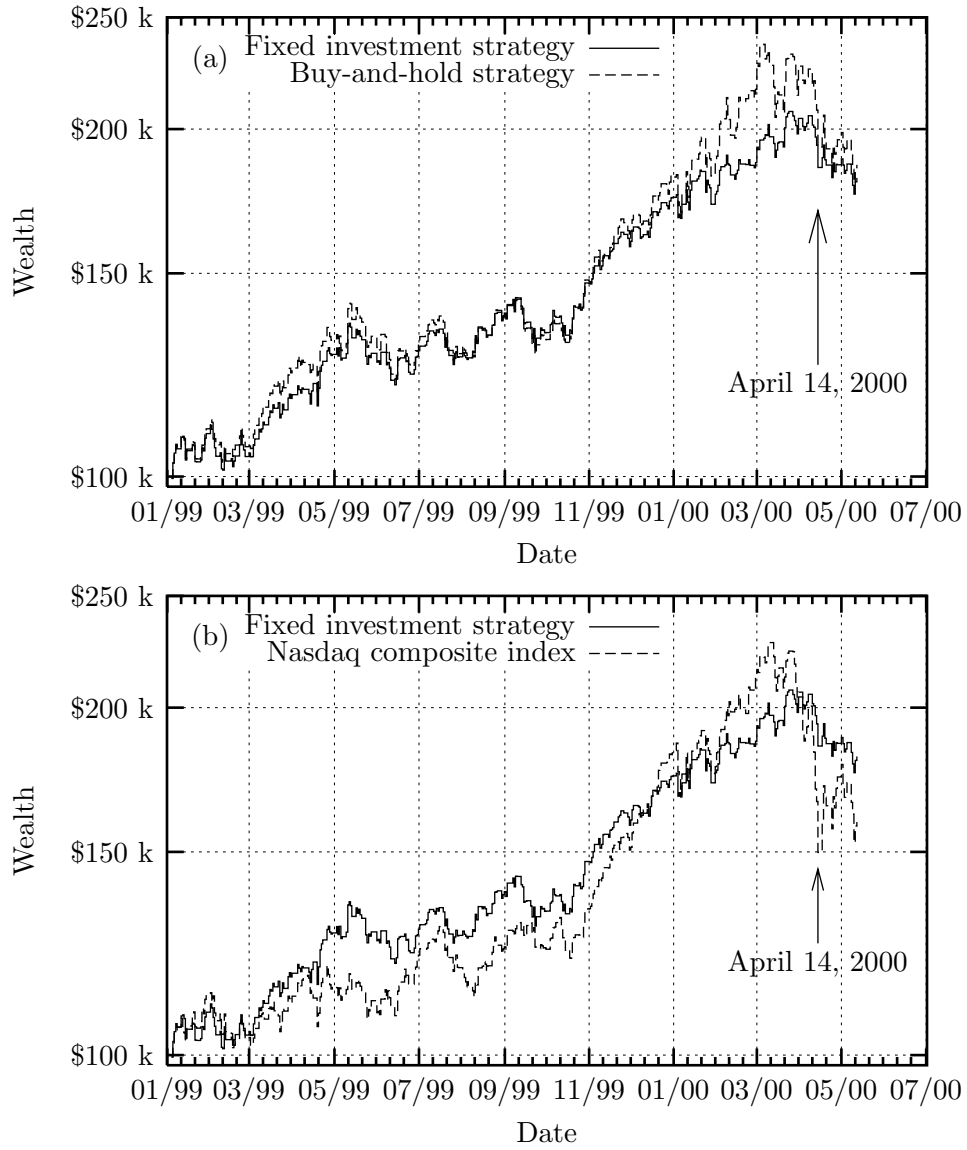 $250 k
(a)
Fixed investment strategy
Buy-and-hold strategy
$200 k
Wealth
$150 k
April 14, 2000
$100 k
01/99 03/99 05/99 07/99 09/99 11/99 01/00 03/00 05/00 07/00
Date
$250 k
(b)
Fixed investment strategy
Nasdaq composite index
$200 k
Wealth
$150 k
April 14, 2000
$100 k
01/99 03/99 05/99 07/99 09/99 11/99 01/00 03/00 05/00 07/00
Date